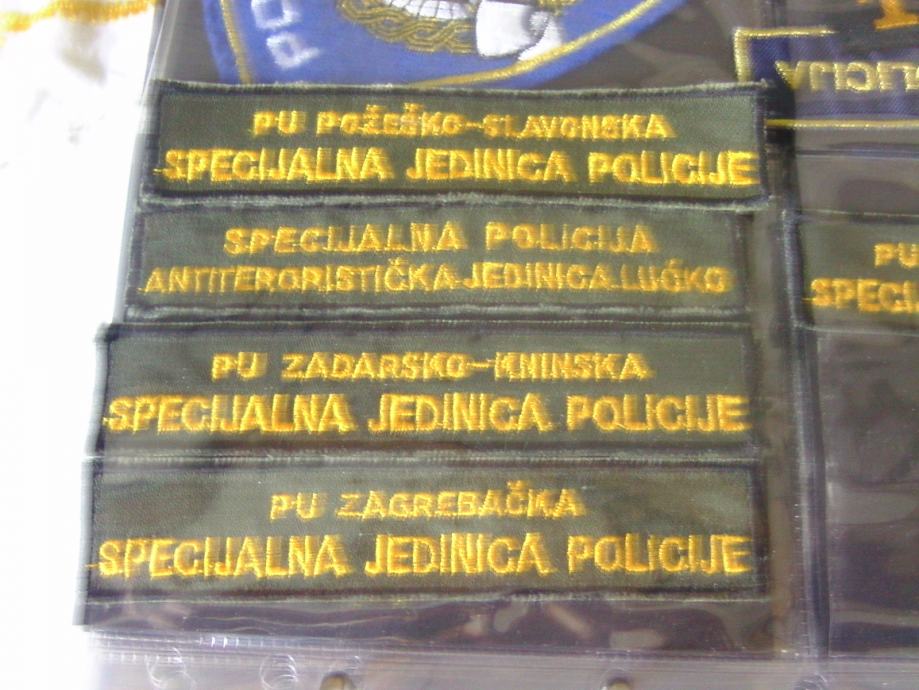 PU POŽEŠKO-SLAVONSKA
SPECIJALNA JEDINICA POLICIJE
SPECIJALNA POLICIJA
ANTITERORISTIČKA JEDINICA LUČKO
PU ZADARSKO-KNINSKA
SPECIJALNA JEDINICA POLICIJE
PU ZAGREBAČKA
SPECIJALNA JEDINICA POLICIJE
PU